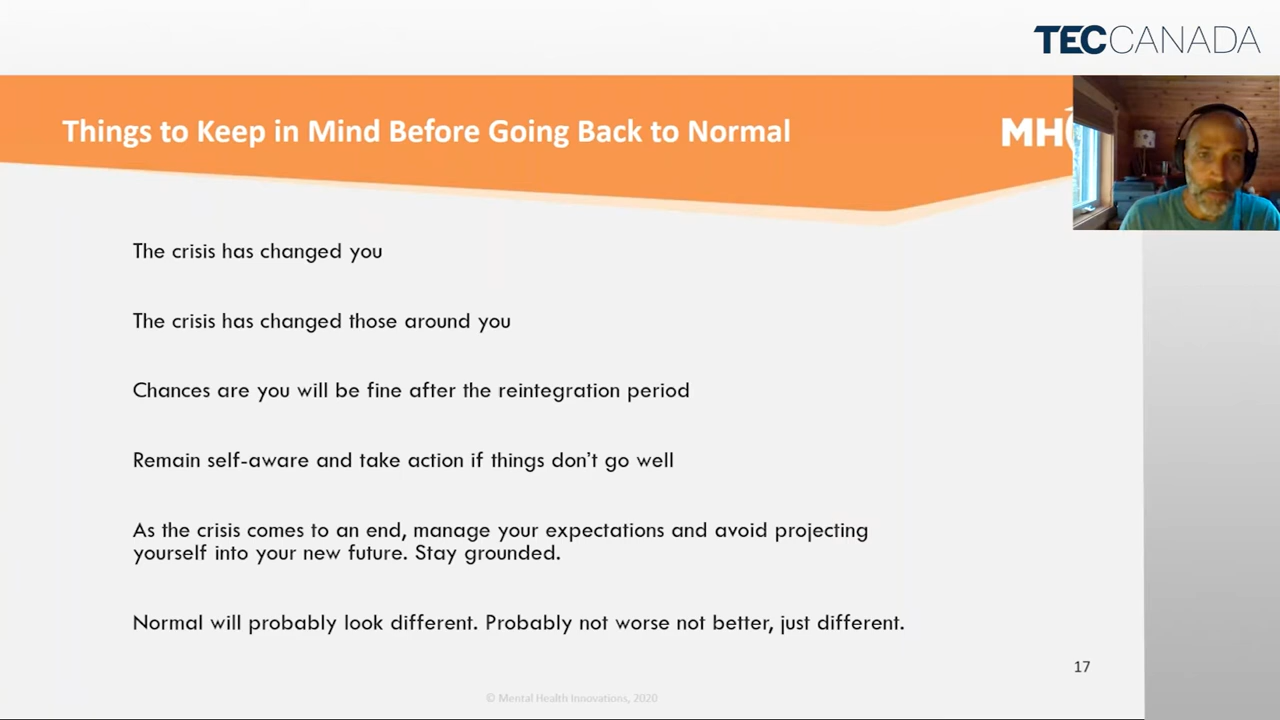 TECCANADA
Things to Keep in Mind Before Going Back to Normal
MH
The crisis has changed you
The crisis has changed those around you
Chances are you will be fine after the reintegration period
Remain self-aware and take action if things don't go well
As the crisis comes to an end, manage your expectations and avoid projecting
yourself into your new future. Stay grounded.
Normal will probably look different. Probably not worse not better, just different.
17
© Mental Health Innovations, 2020